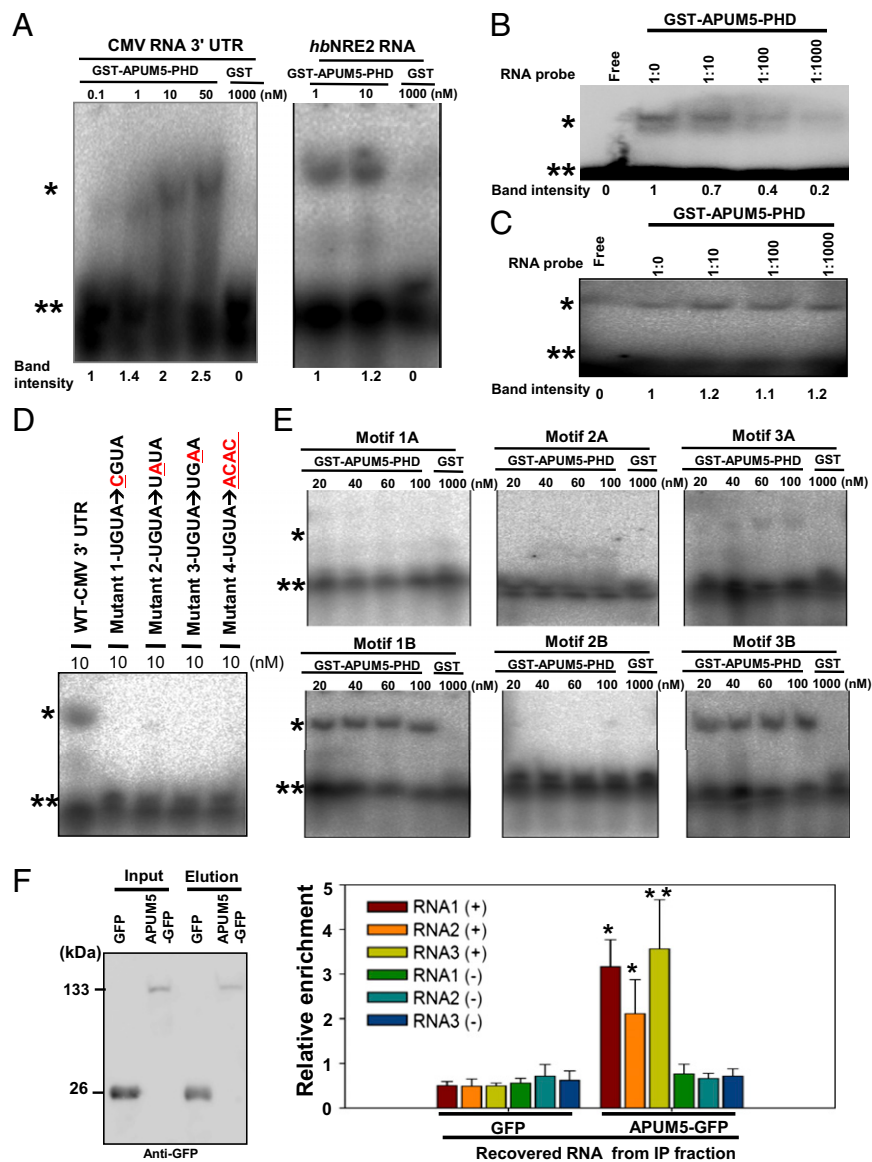 A
CMV RNA 3' UTR
GST-APUM5-PHD GST
0.1 1 10 50 1000 (nM)
hbNRE2 RNA
GST-APUM5-PHD GST
1 10 1000 (nM)
*
**
Band intensity
1 1.4 2 2.5 0
1 1.2 0
B
GST-APUM5-PHD
RNA probe Free 1:0 1:10 1:100 1:1000
*
**
Band intensity 0 1 0.7 0.4 0.2
C
GST-APUM5-PHD
RNA probe Free 1:0 1:10 1:100 1:1000
*
**
Band intensity 0 1 1.2 1.1 1.2
D
WT-CMV 3' UTR
Mutant 1-UGUA→CGUA
Mutant 2-UGUA→UAUA
Mutant 3-UGUA→UGAA
Mutant 4-UGUA→ACAC
10 10 10 10 10 (nM)
*
**
E
Motif 1A
GST-APUM5-PHD GST
20 40 60 100 1000 (nM)
Motif 2A
GST-APUM5-PHD GST
20 40 60 100 1000 (nM)
Motif 3A
GST-APUM5-PHD GST
20 40 60 100 1000 (nM)
*
**
Motif 1B
GST-APUM5-PHD GST
20 40 60 100 1000 (nM)
Motif 2B
GST-APUM5-PHD GST
20 40 60 100 1000 (nM)
Motif 3B
GST-APUM5-PHD GST
20 40 60 100 1000 (nM)
*
**
F
Input Elution
GFP
APUM5-GFP
GFP
APUM5-GFP
(kDa)
133
26
Anti-GFP
Relative enrichment
5
4
3
2
1
0
RNA1 (+)
RNA2 (+)
RNA3 (+)
RNA1 (-)
RNA2 (-)
RNA3 (-)
* * **
GFP APUM5-GFP
Recovered RNA from IP fraction